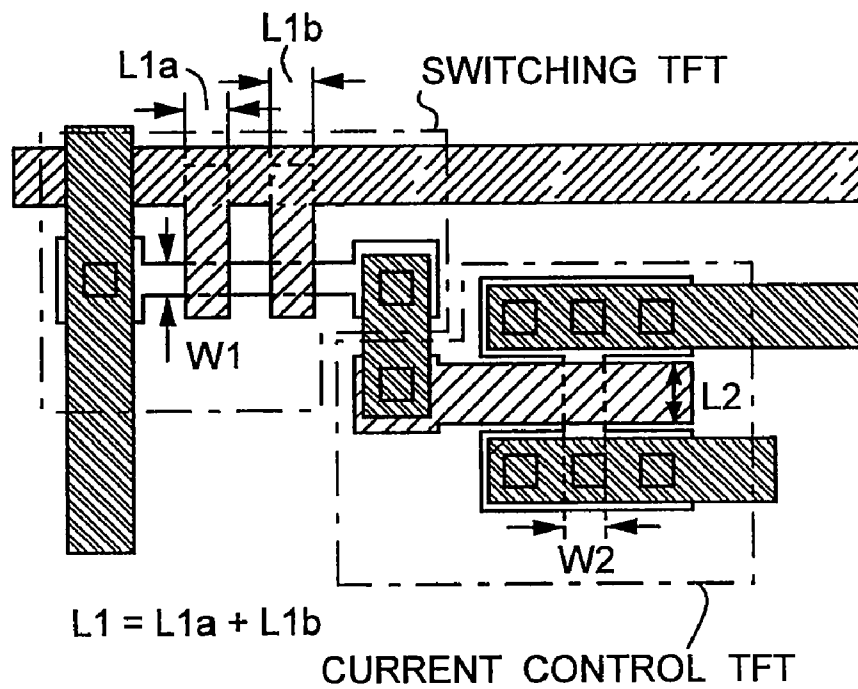 L1b
L1a
SWITCHING TFT
W1
L2
W2
L1 = L1a + L1b
CURRENT CONTROL TFT